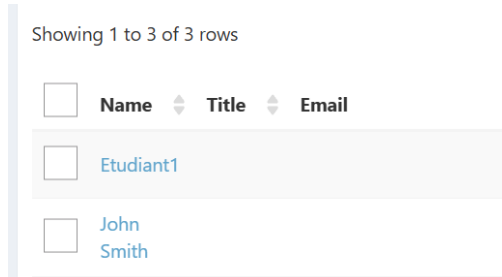 Showing 1 to 3 of 3 rows
Name Title Email
Etudiant1
John
Smith